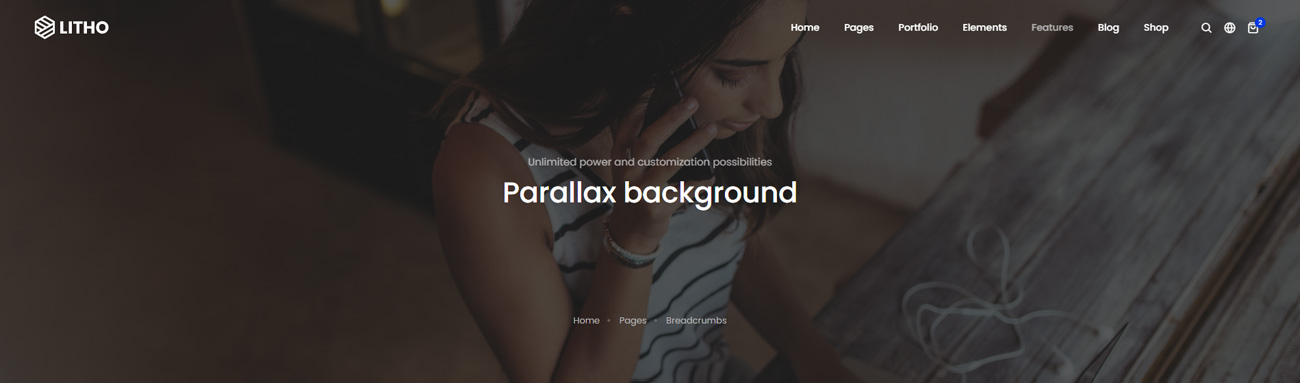 LITHO
Home Pages Portfolio Elements Features Blog Shop 2
Unlimited power and customization possibilities
Parallax background
Home • Pages • Breadcrumbs